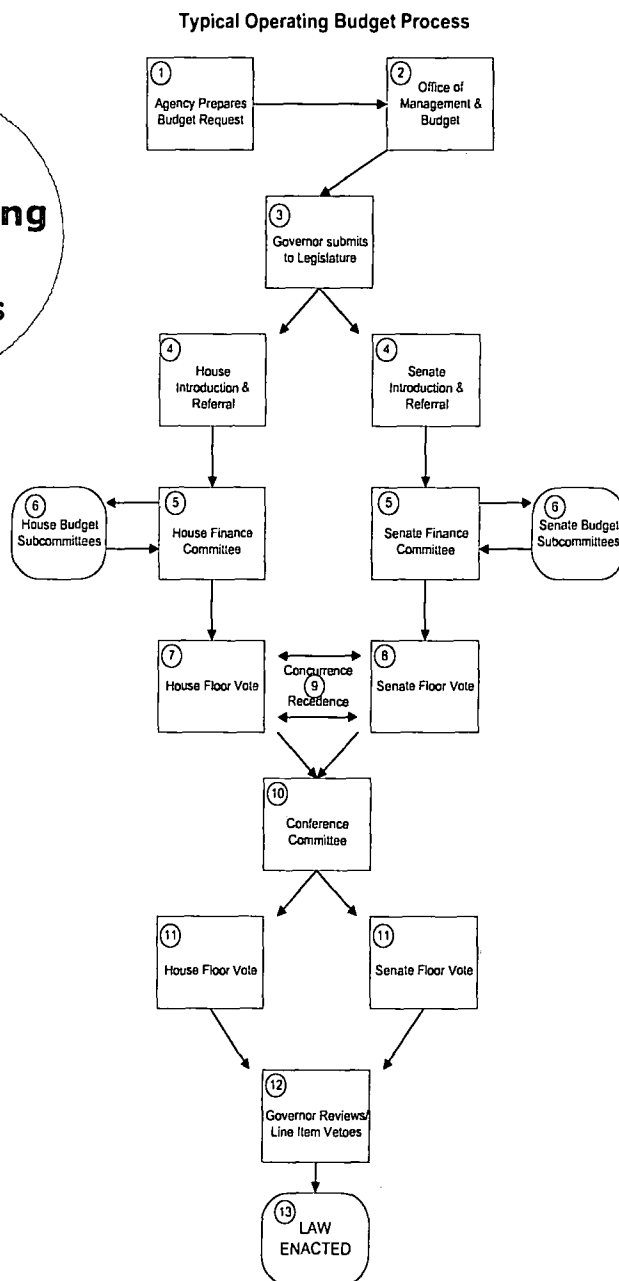 Typical Operating Budget Process
1
Agency Prepares
Budget Request
2
Office of
Management &
Budget
ng
s
3
Governor submits
to Legislature
4
House
Introduction &
Referral
4
Senate
Introduction &
Referral
6
House Budget
Subcommittees
5
House Finance
Committee
5
Senate Finance
Committee
6
Senate Budget
Subcommittees
7
House Floor Vote
Concurrence
9
Recedence
8
Senate Floor Vote
10
Conference
Committee
11
House Floor Vote
11
Senate Floor Vote
12
Governor Reviews/
Line Item Vetoes
13
LAW
ENACTED